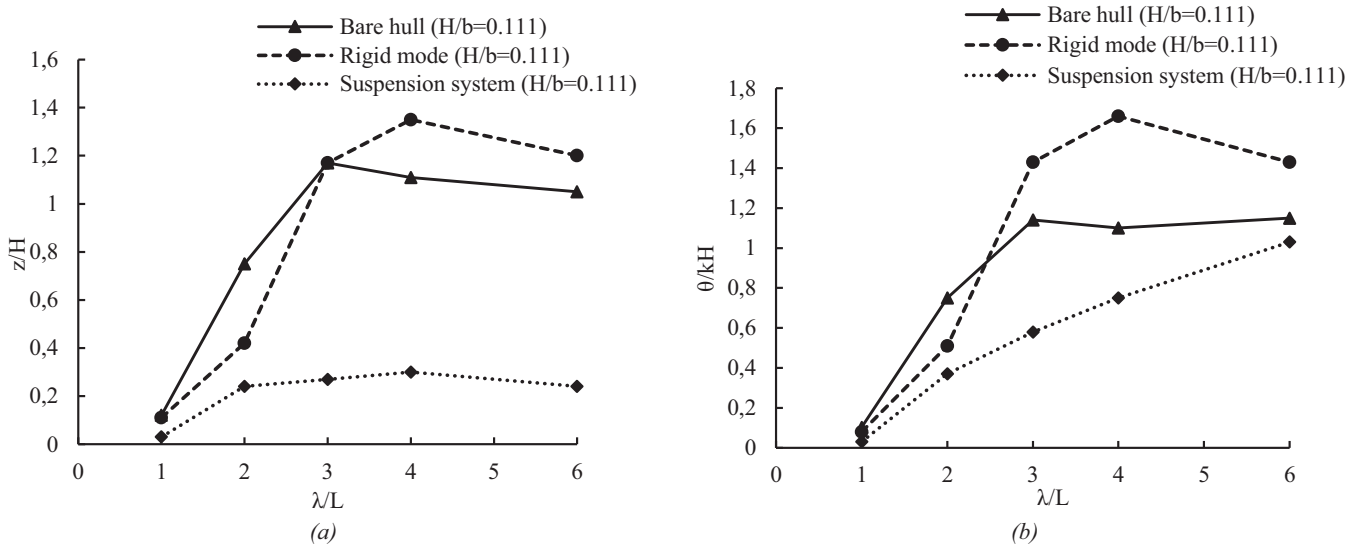 Bare hull (H/b=0.111)
Rigid mode (H/b=0.111)
Suspension system (H/b=0.111)
1,6
1,4
1,2
1
0,8
0,6
0,4
0,2
0
z/H
0 1 2 3 4 5 6
λ/L
(a)
Bare hull (H/b=0.111)
Rigid mode (H/b=0.111)
Suspension system (H/b=0.111)
1,8
1,6
1,4
1,2
1
0,8
0,6
0,4
0,2
0
θ/kH
0 1 2 3 4 5 6
λ/L
(b)